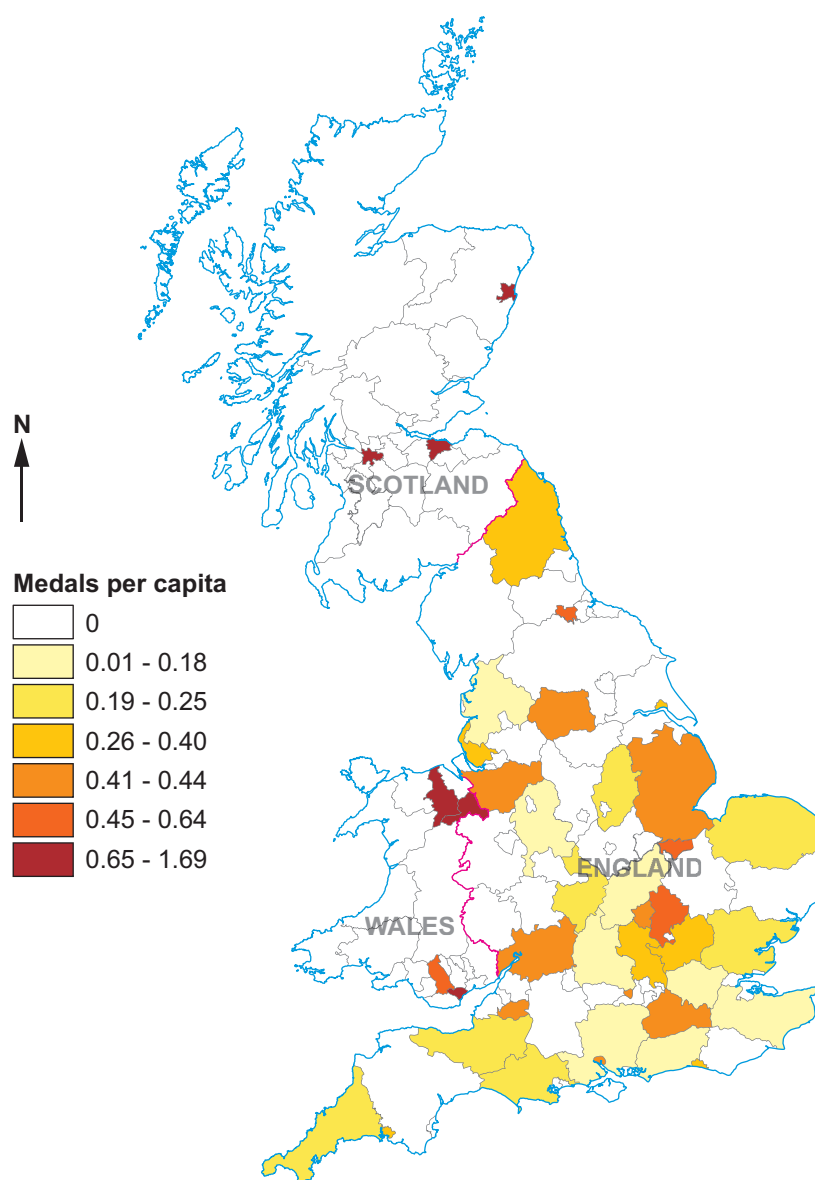 N
SCOTLAND
Medals per capita
0
0.01 - 0.18
0.19 - 0.25
0.26 - 0.40
0.41 - 0.44
0.45 - 0.64
0.65 - 1.69
ENGLAND
WALES